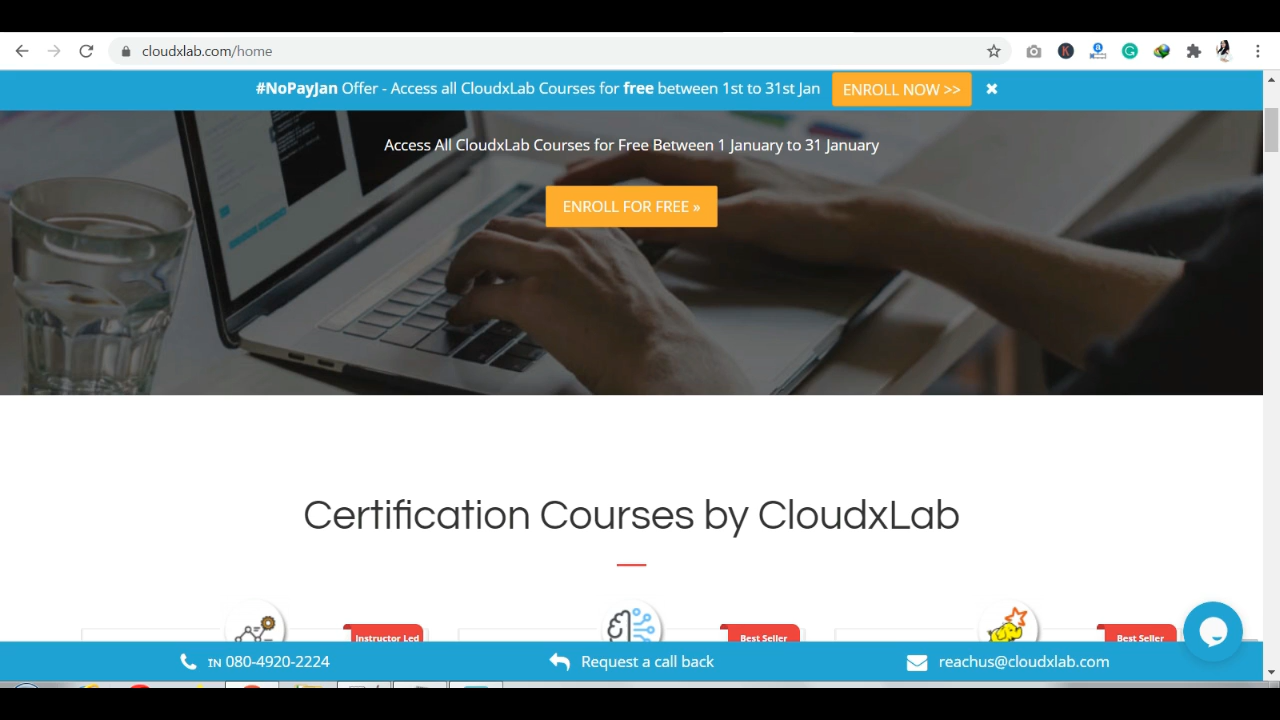 cloudxlab.com/home
#NoPayJan Offer - Access all CloudxLab Courses for free between 1st to 31st Jan
ENROLL NOW >>
Access All CloudxLab Courses for Free Between 1 January to 31 January
ENROLL FOR FREE »
Certification Courses by CloudxLab
Instructor Led
Best Seller
Best Seller
IN 080-4920-2224
Request a call back
reachus@cloudxlab.com